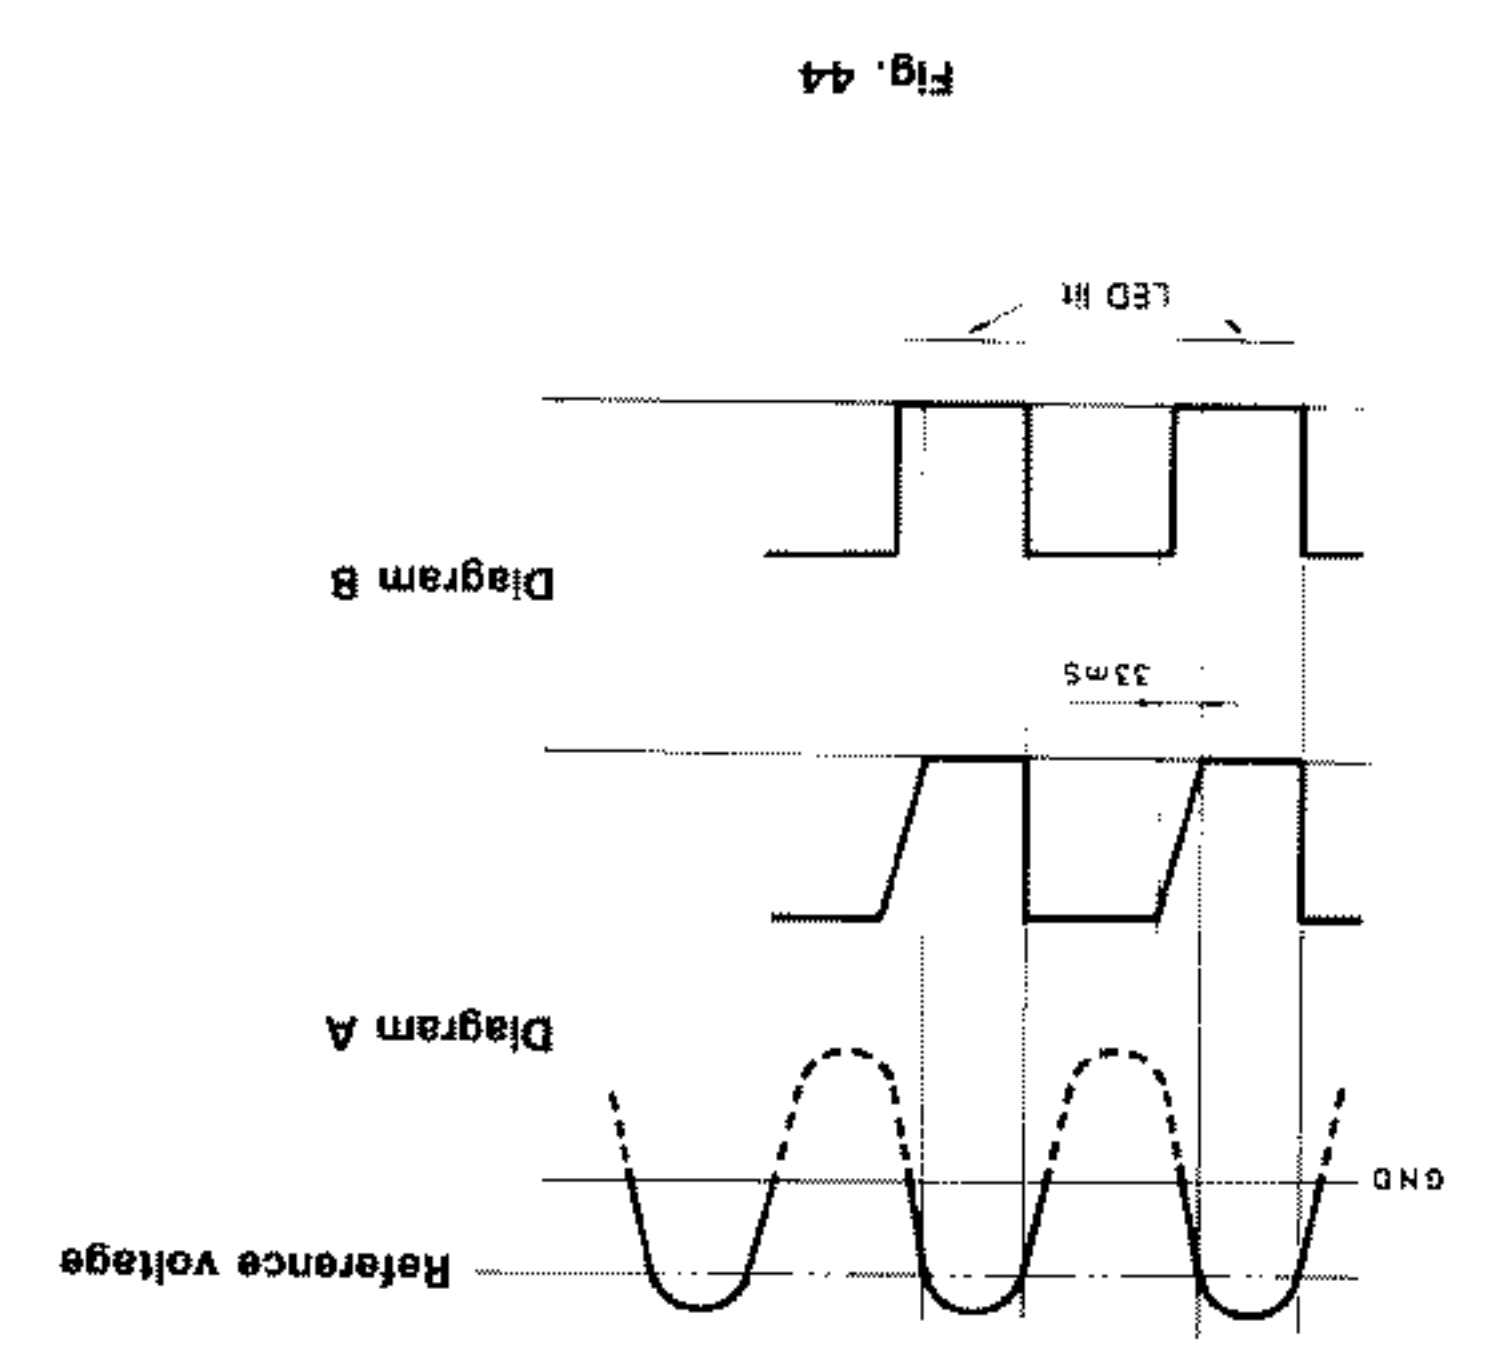 Reference voltage
GND
Diagram A
33mS
Diagram B
LED lit
Fig. 44